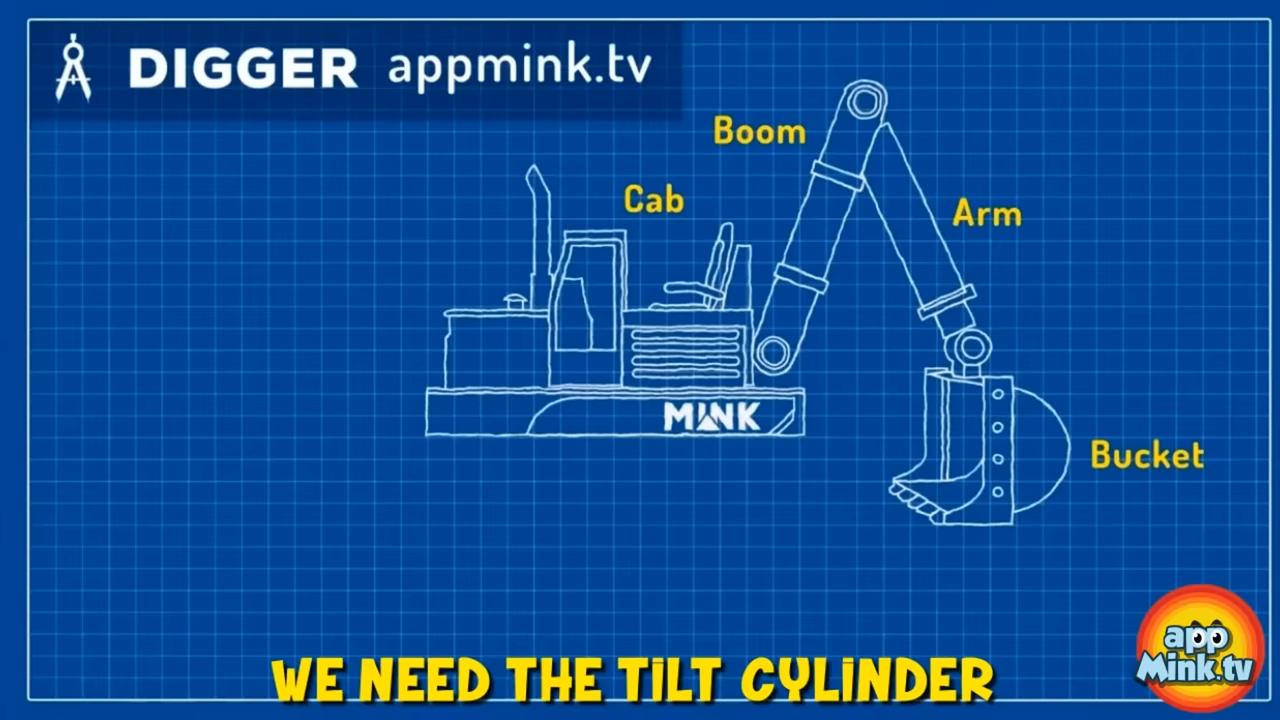 DIGGER appmink.tv
Boom
Cab
Arm
MINK
Bucket
app
Mink.tv
WE NEED THE TILT CYLINDER